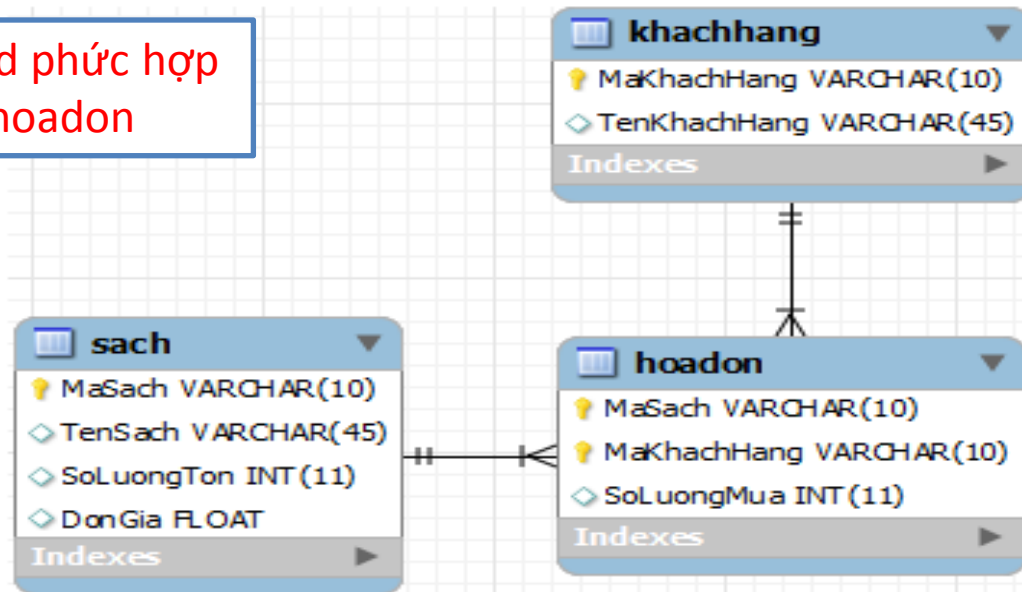 phức hợp
hoadon
khachhang
MaKhachHang VARCHAR(10)
TenKhachHang VARCHAR(45)
Indexes
sach
MaSach VARCHAR(10)
TenSach VARCHAR(45)
SoLuongTon INT(11)
DonGia FLOAT
Indexes
hoadon
MaSach VARCHAR(10)
MaKhachHang VARCHAR(10)
SoLuongMua INT(11)
Indexes